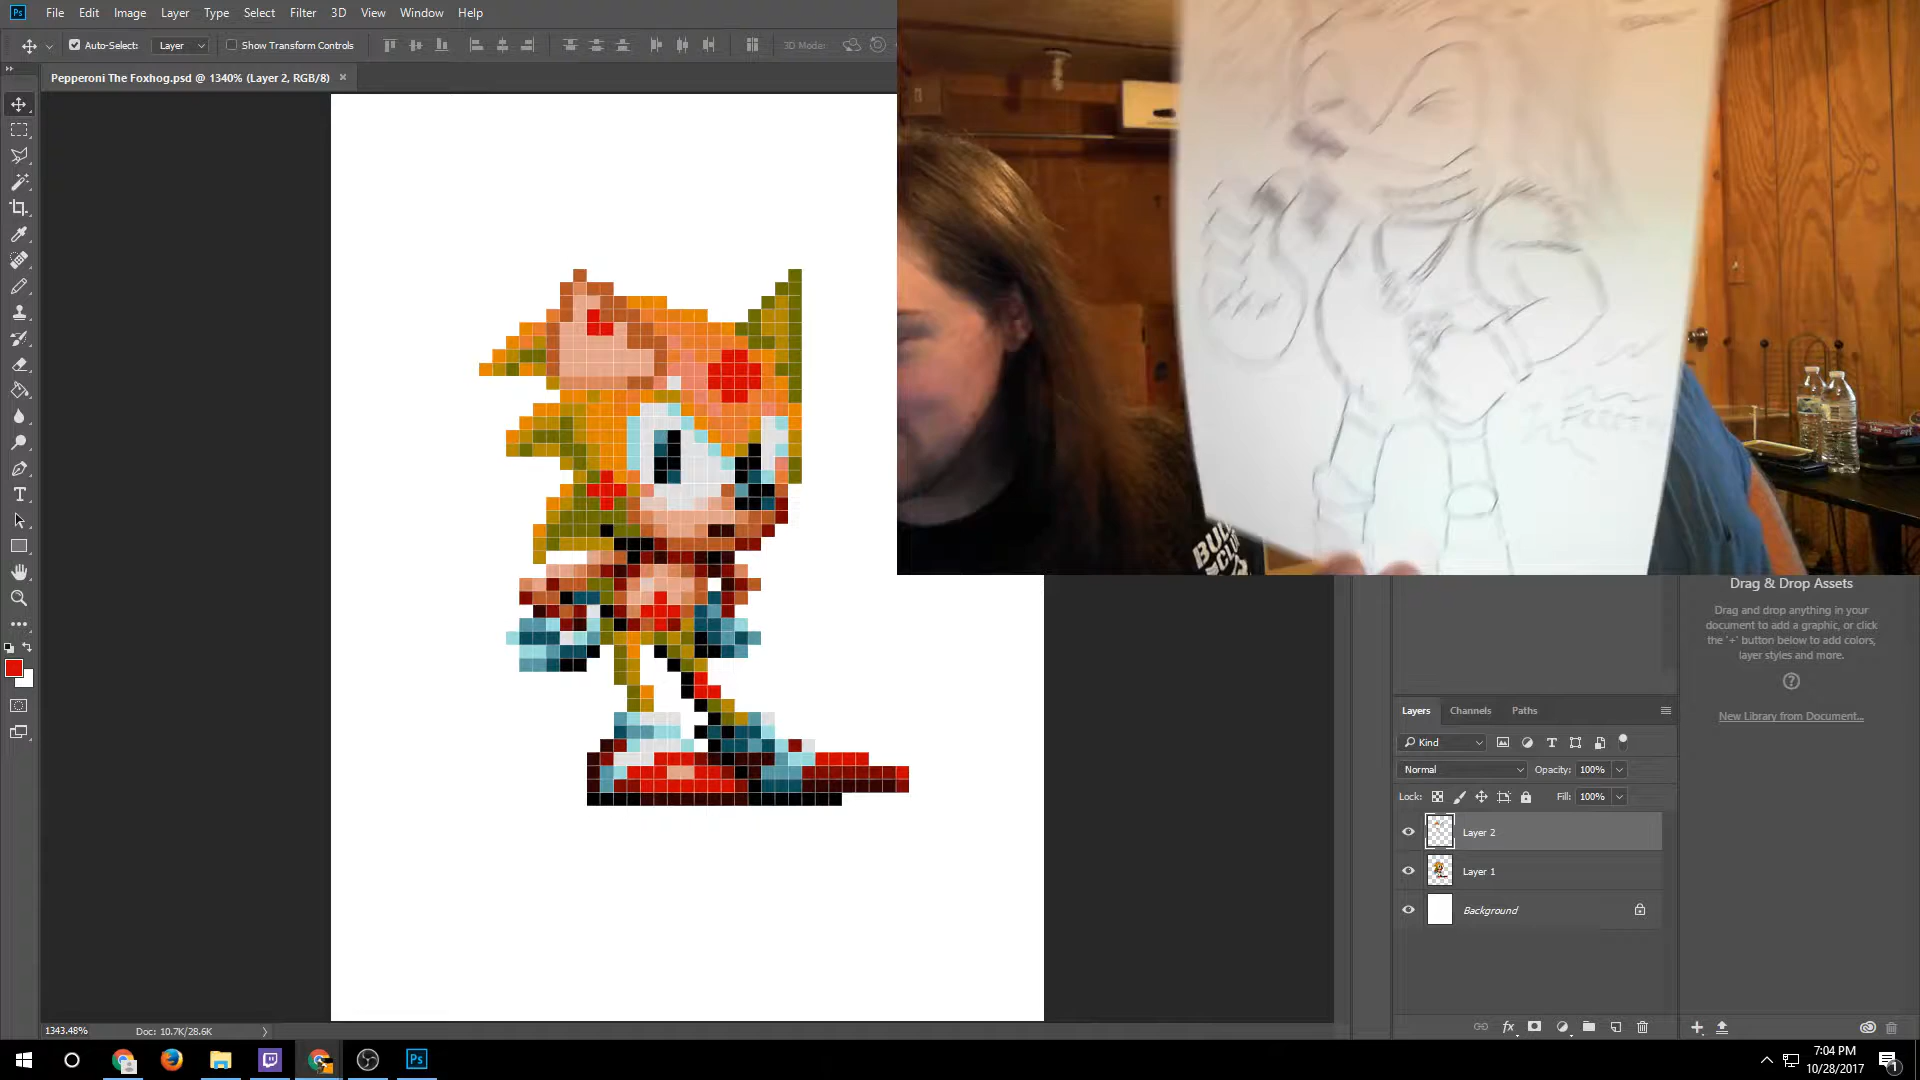 Ps File Edit Image Layer Type Select Filter 3D View Window Help
Auto-Select: Layer Show Transform Controls 3D Mode:
Pepperoni The Foxhog.psd @ 1340% (Layer 2, RGB/8) ×
Drag & Drop Assets
Drag and drop anything in your
document to add a graphic, or click
the '+' button below to add colors,
layer styles and more.
?
New Library from Document...
Layers Channels Paths
Kind
Normal Opacity: 100%
Lock: Fill: 100%
Layer 2
Layer 1
Background
fx
1343.48% Doc: 10.7K/28.6K
Ps
7:04 PM
10/28/2017
1